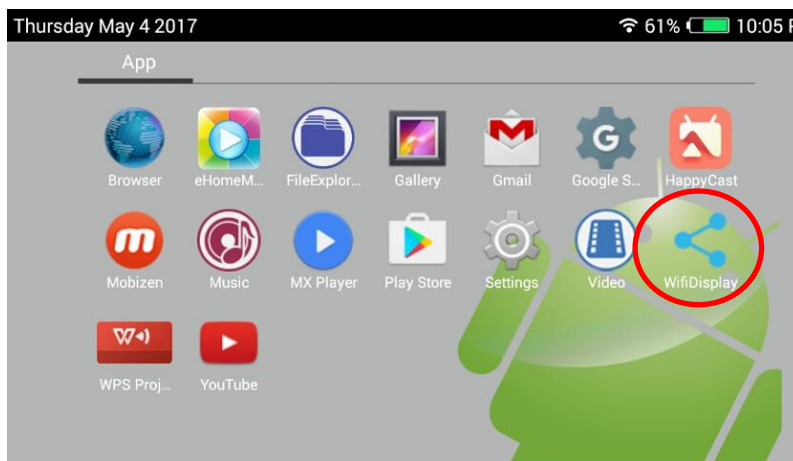 Thursday May 4 2017 61% 10:05 P
App
Browser eHomeM... FileExplor... Gallery Gmail Google S... HappyCast
Mobizen Music MX Player Play Store Settings Video WifiDisplay
WPS Proj... YouTube